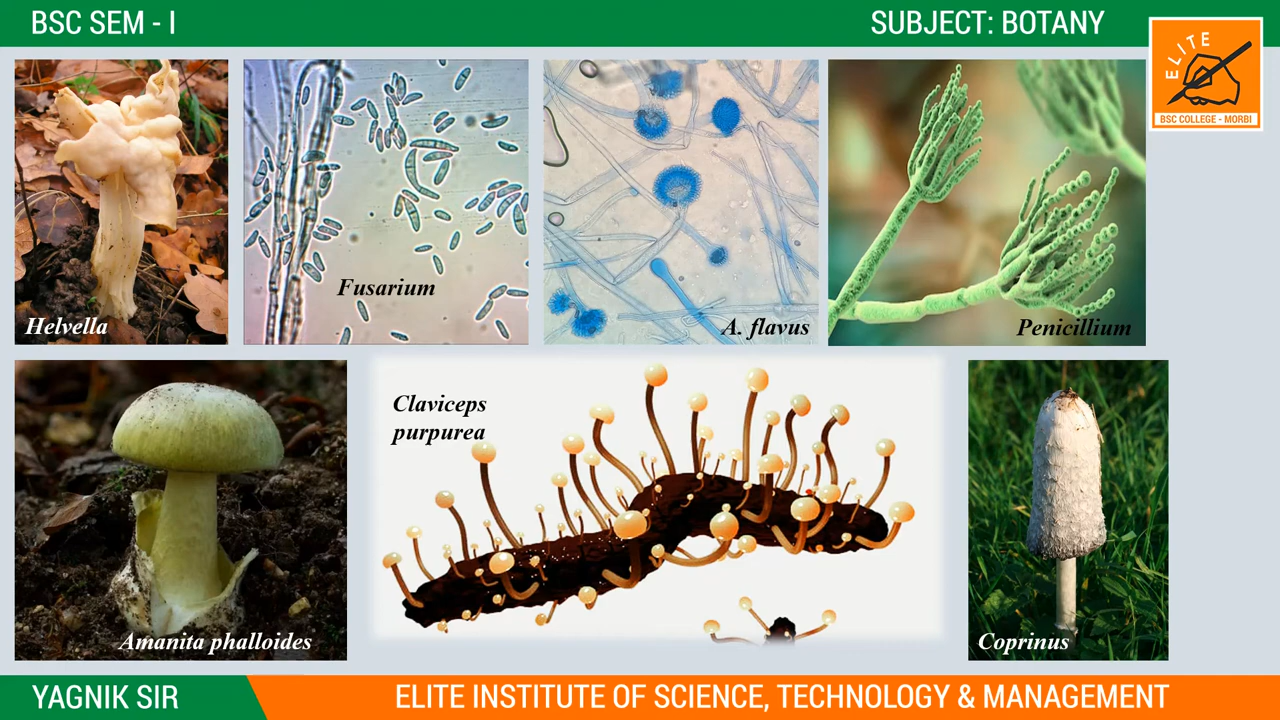 BSC SEM - I
SUBJECT: BOTANY
ELITE
BSC COLLEGE - MORBI
Helvella
Fusarium
A. flavus
Penicillium
Amanita phalloides
Claviceps
purpurea
Coprinus
YAGNIK SIR
ELITE INSTITUTE OF SCIENCE, TECHNOLOGY & MANAGEMENT